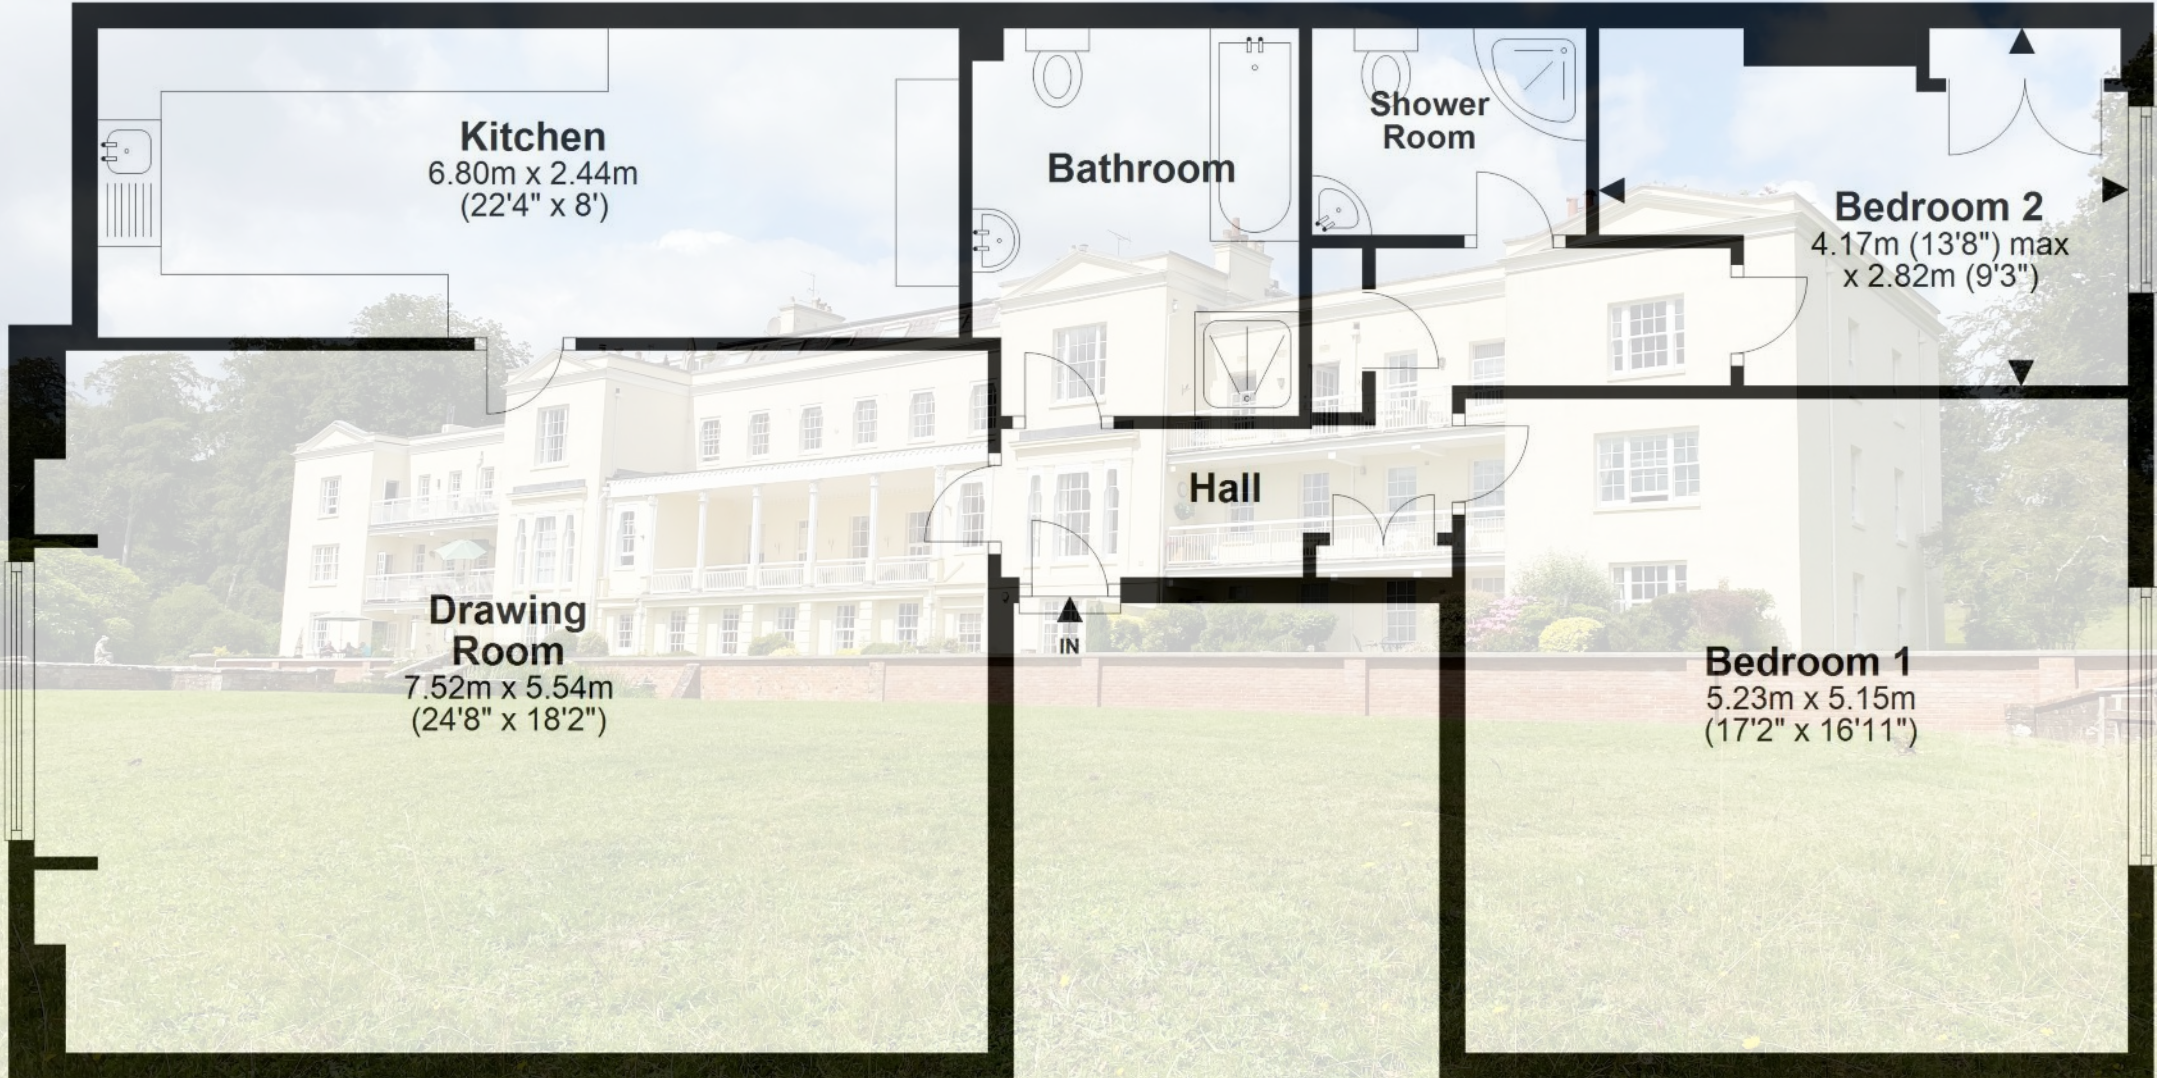 Kitchen
6.80m x 2.44m
(22'4" x 8')
Bathroom
Shower
Room
Bedroom 2
4.17m (13'8") max
x 2.82m (9'3")
Hall
Drawing
Room
7.52m x 5.54m
(24'8" x 18'2")
IN
Bedroom 1
5.23m x 5.15m
(17'2" x 16'11")